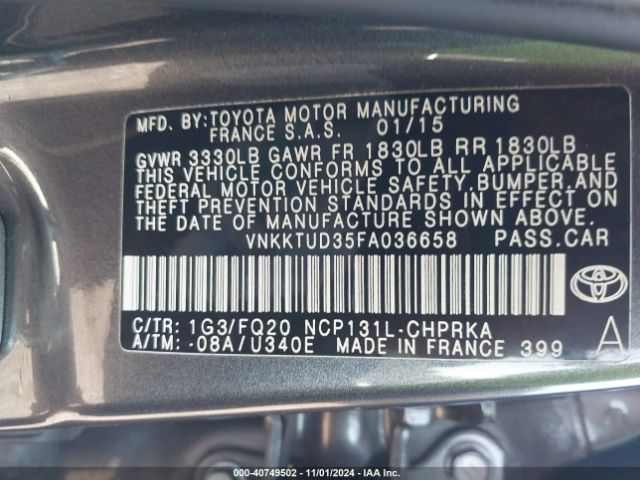 MFD. BY:TOYOTA MOTOR MANUFACTURING
FRANCE S.A.S. 01/15
GVWR 3330LB GAWR FR 1830LB RR 1830LB
THIS VEHICLE CONFORMS TO ALL APPLICABLE
FEDERAL MOTOR VEHICLE SAFETY,BUMPER,AND
THEFT PREVENTION STANDARDS IN EFFECT ON
THE DATE OF MANUFACTURE SHOWN ABOVE.
VNKKTUD35FA036658 PASS.CAR
C/TR: 1G3/FQ20 NCP131L-CHPRKA
A/TM: -08A/U340E MADE IN FRANCE 399 A
000-40749502 - 11/01/2024 - IAA Inc.